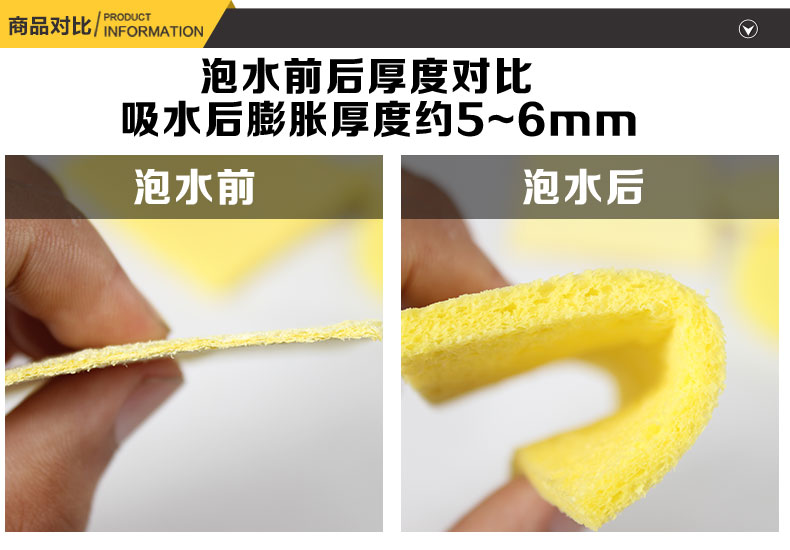 商品对比/PRODUCT
INFORMATION
泡水前后厚度对比
吸水后膨胀厚度约5~6mm
泡水前
泡水后